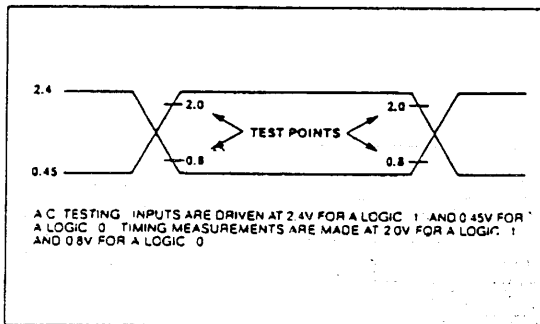 2.4
2.0 2.0
TEST POINTS
0.8 0.8
0.45
A C TESTING INPUTS ARE DRIVEN AT 2.4V FOR A LOGIC 1 AND 0.45V FOR
A LOGIC 0 TIMING MEASUREMENTS ARE MADE AT 2.0V FOR A LOGIC 1
AND 0.8V FOR A LOGIC 0